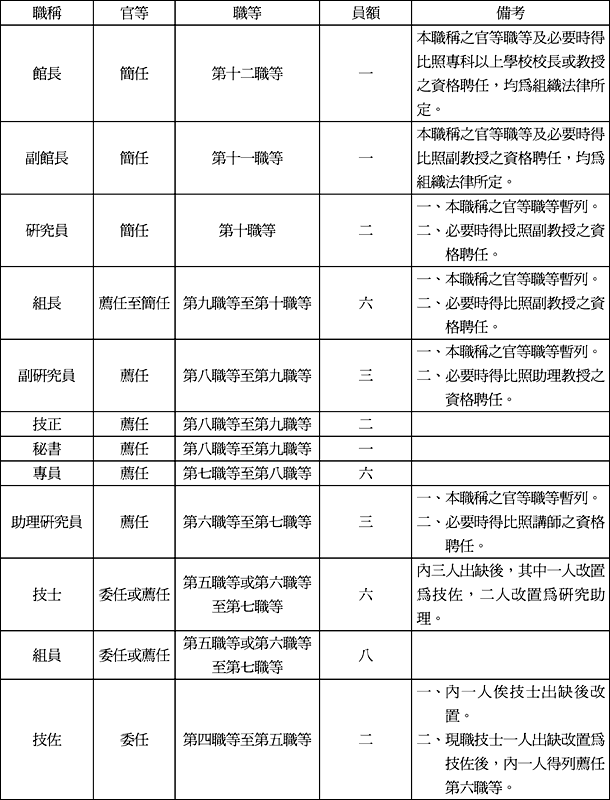 職稱 官等 職等 員額 備考
館長 簡任 第十二職等 一 本職稱之官等職等及必要時得
比照專科以上學校校長或教授
之資格聘任，均為組織法律所
定。
副館長 簡任 第十一職等 一 本職稱之官等職等及必要時得
比照副教授之資格聘任，均為
組織法律所定。
研究員 簡任 第十職等 二 一、本職稱之官等職等暫列。
二、必要時得比照副教授之資
格聘任。
組長 薦任至簡任 第九職等至第十職等 六 一、本職稱之官等職等暫列。
二、必要時得比照副教授之資
格聘任。
副研究員 薦任 第八職等至第九職等 三 一、本職稱之官等職等暫列。
二、必要時得比照助理教授之
資格聘任。
技正 薦任 第八職等至第九職等 二
秘書 薦任 第八職等至第九職等 一
專員 薦任 第七職等至第八職等 六
助理研究員 薦任 第六職等至第七職等 三 一、本職稱之官等職等暫列。
二、必要時得比照講師之資格
聘任。
技士 委任或薦任 第五職等或第六職等
至第七職等 六 內三人出缺後，其中一人改置
為技佐，二人改置為研究助
理。
組員 委任或薦任 第五職等或第六職等
至第七職等 八
技佐 委任 第四職等至第五職等 二 一、內一人俟技士出缺後改
置。
二、現職技士一人出缺改置為
技佐後，內一人得列薦任
第六職等。